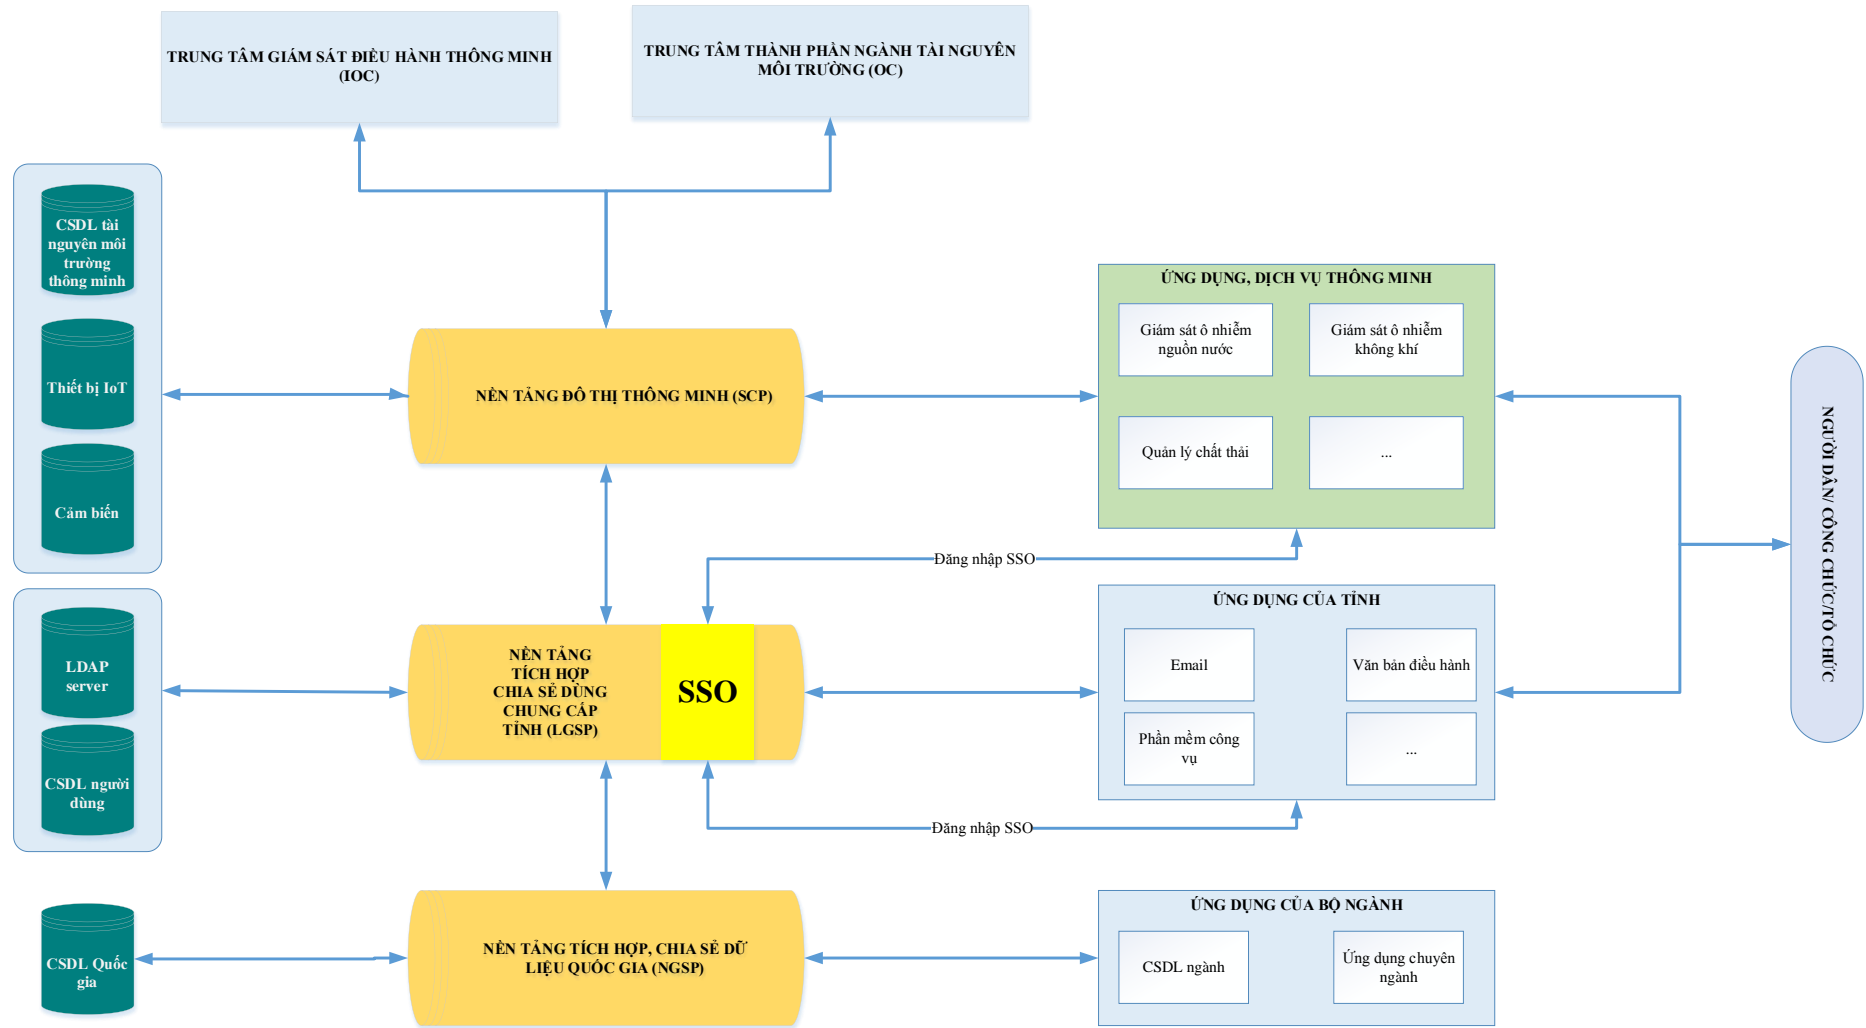 TRUNG TÂM GIÁM SÁT ĐIỀU HÀNH THÔNG MINH
(IOC)
TRUNG TÂM THÀNH PHẦN NGÀNH TÀI NGUYÊN
MÔI TRƯỜNG (OC)
CSDL tài
nguyên môi
trường
thông minh
Thiết bị IoT
Cảm biến
NỀN TẢNG ĐÔ THỊ THÔNG MINH (SCP)
ỨNG DỤNG, DỊCH VỤ THÔNG MINH
Giám sát ô nhiễm
nguồn nước
Giám sát ô nhiễm
không khí
Quản lý chất thải
...
NGƯỜI DÂN/ CÔNG CHỨC/TỔ CHỨC
Đăng nhập SSO
LDAP
server
CSDL người
dùng
NỀN TẢNG
TÍCH HỢP
CHIA SẺ DÙNG
CHUNG CẤP
TỈNH (LGSP)
SSO
ỨNG DỤNG CỦA TỈNH
Email
Văn bản điều hành
Phần mềm công
vụ
...
Đăng nhập SSO
CSDL Quốc
gia
NỀN TẢNG TÍCH HỢP, CHIA SẺ DỮ
LIỆU QUỐC GIA (NGSP)
ỨNG DỤNG CỦA BỘ NGÀNH
CSDL ngành
Ứng dụng chuyên
ngành